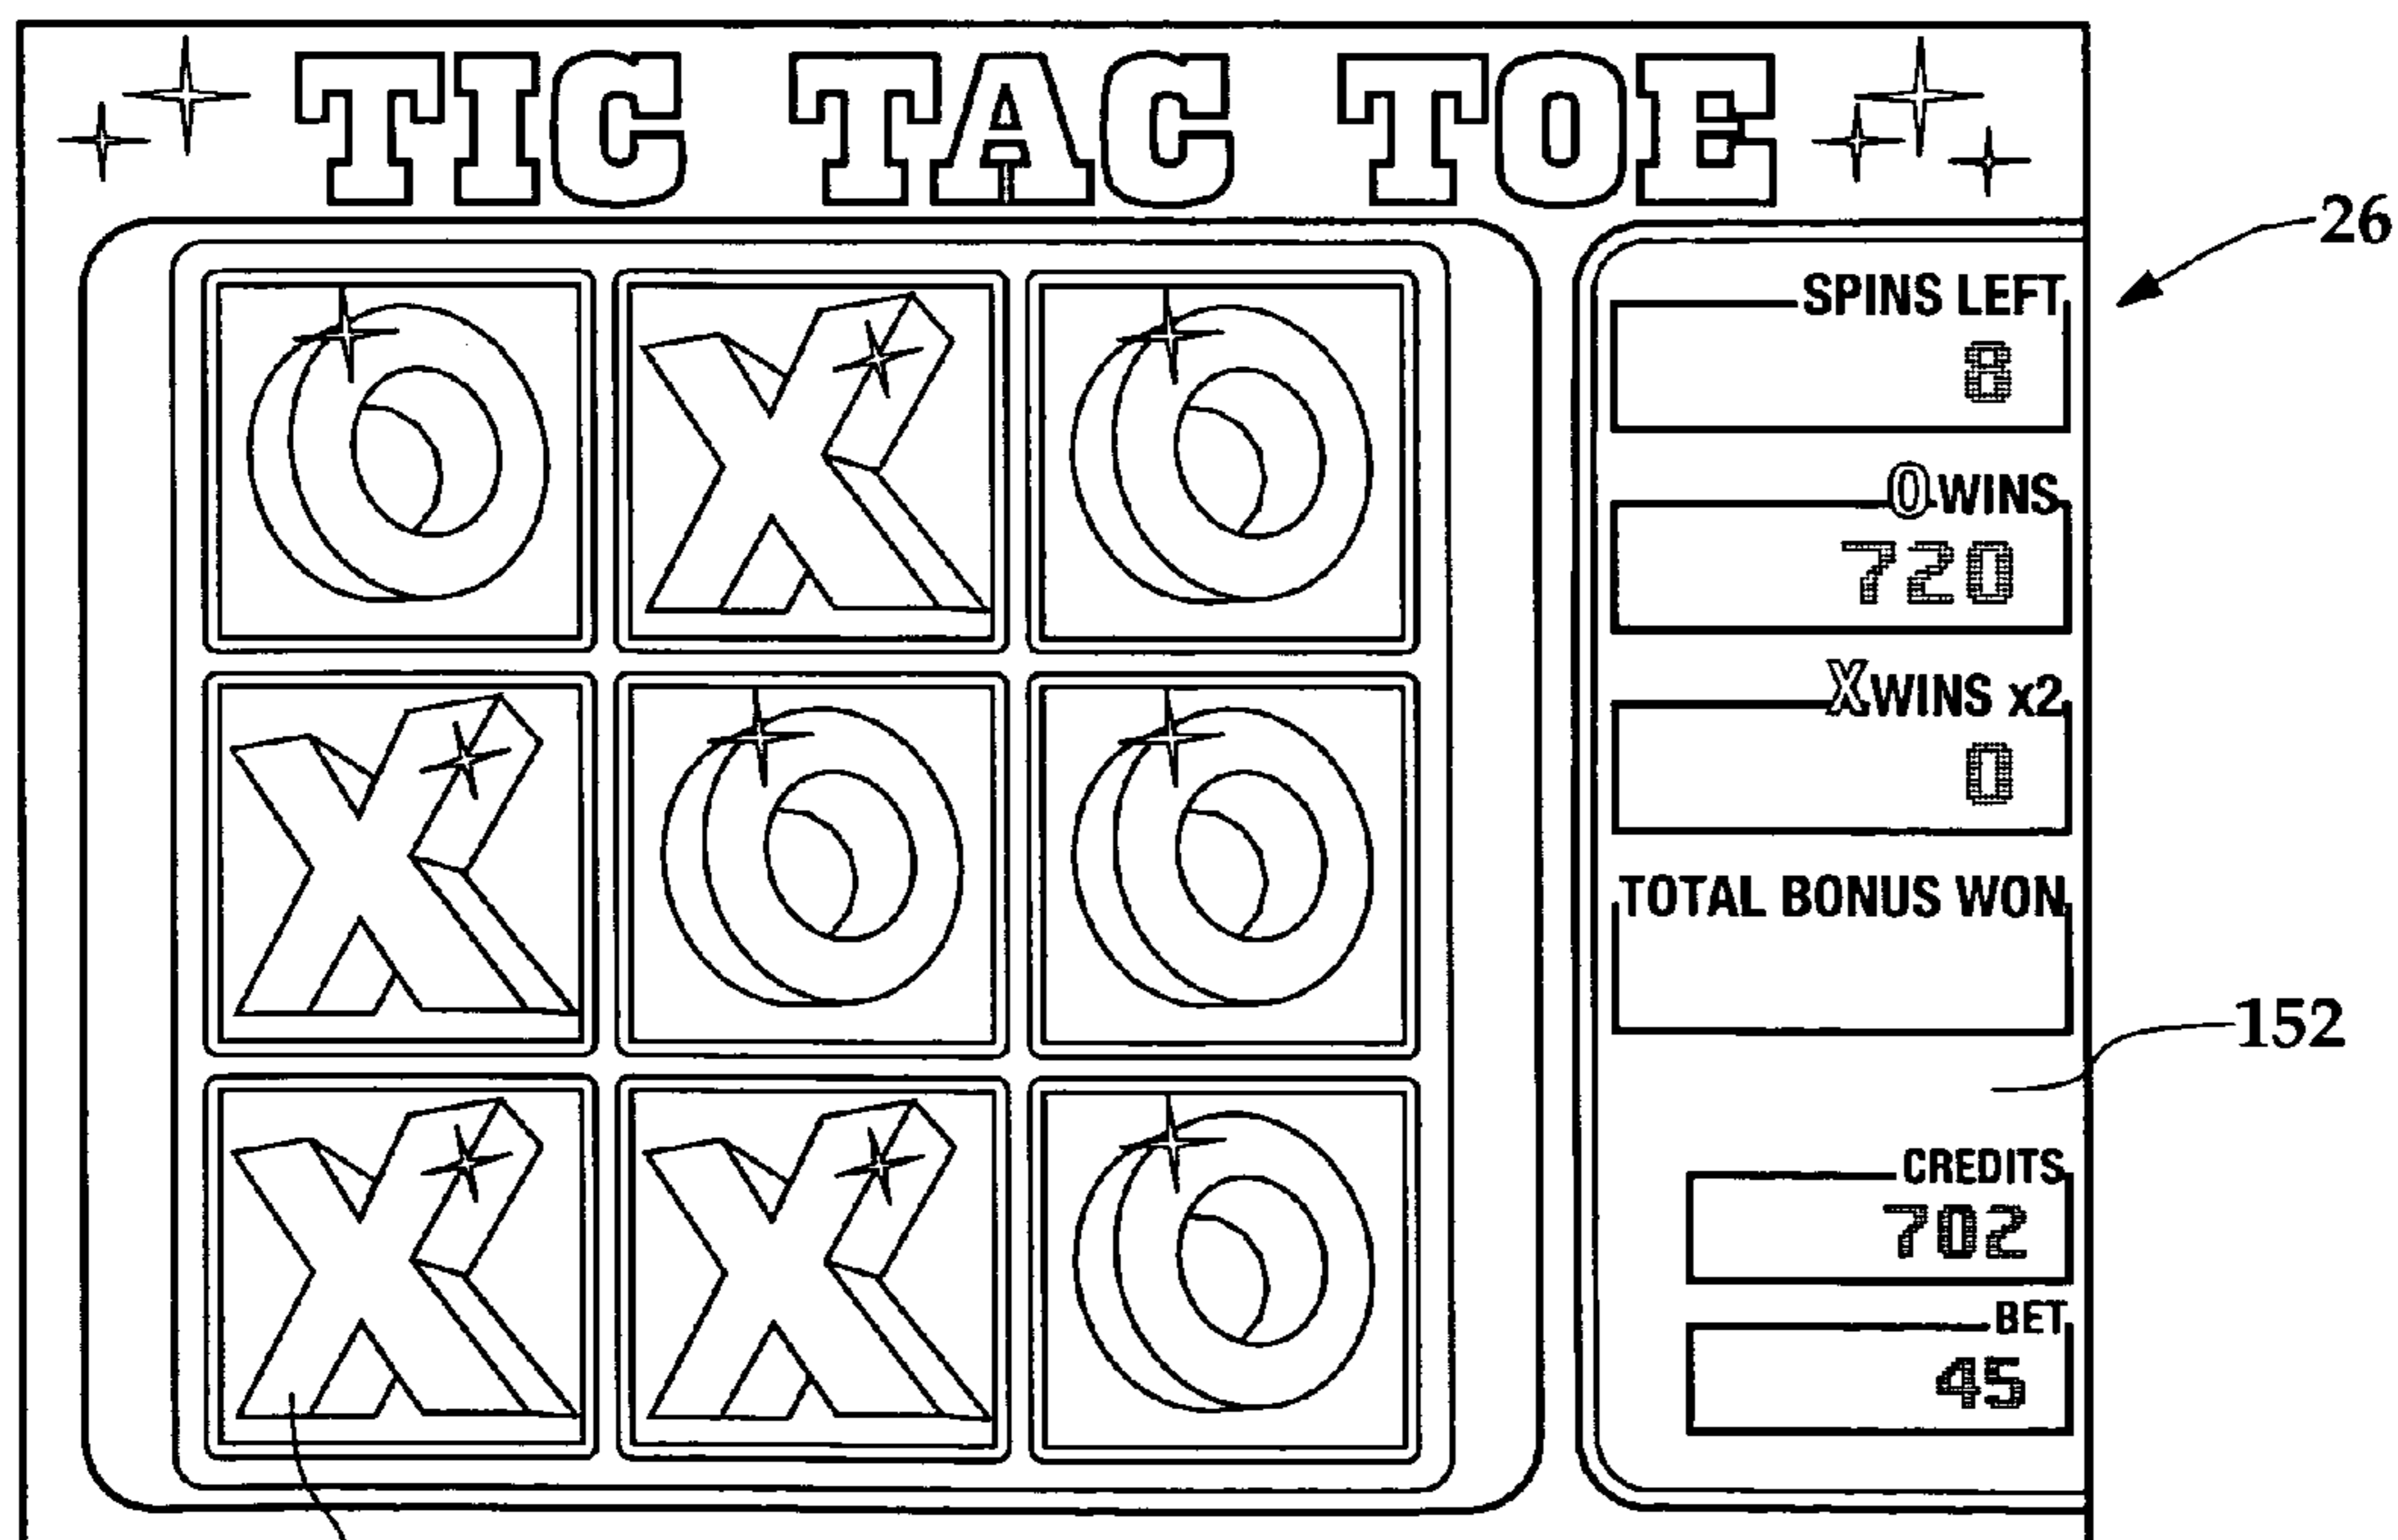 TIC TAC TOE
26
SPINS LEFT
8
O X O
O WINS
720
X WINS x2
0
X O O
TOTAL BONUS WON
152
X X O
CREDITS
702
BET
45